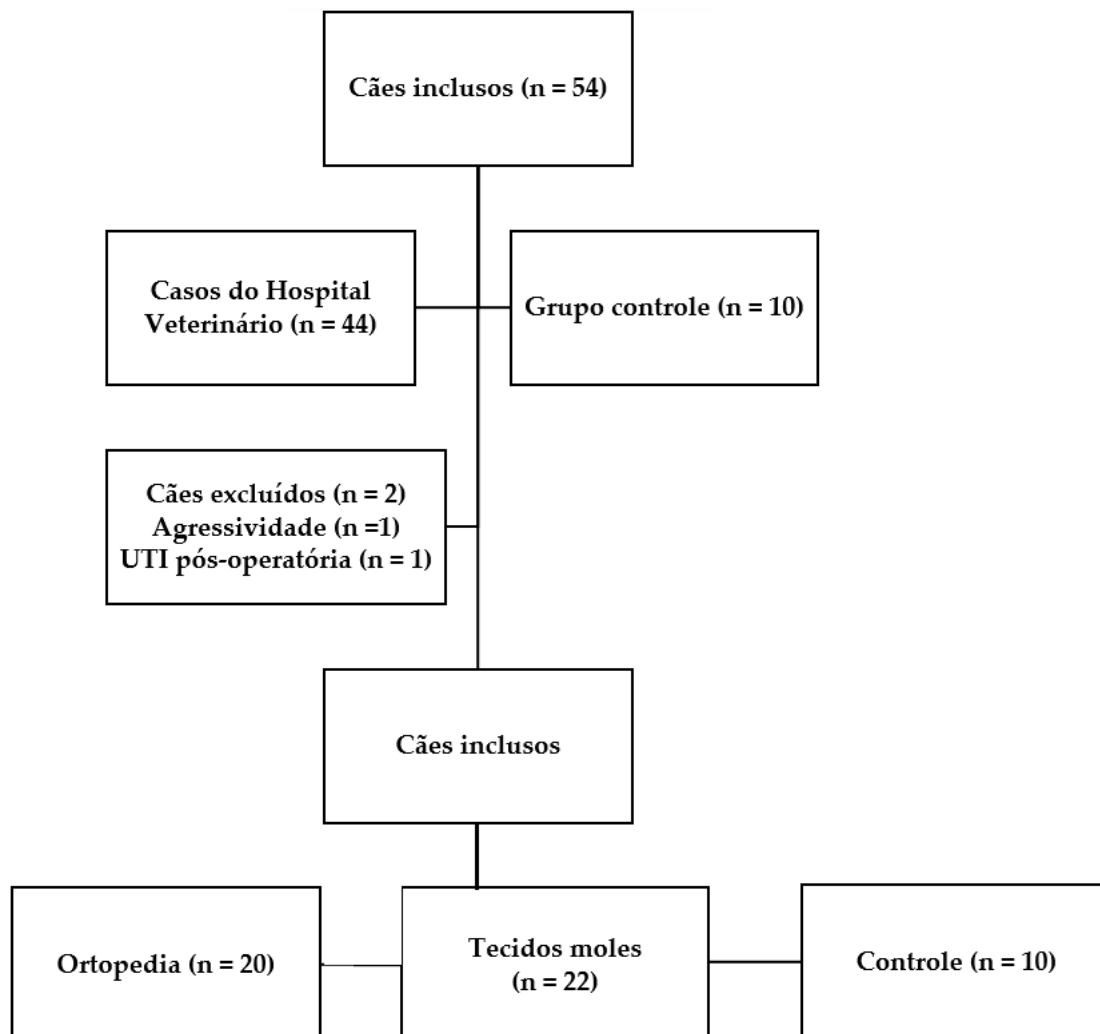 Cães inclusos (n = 54)
Casos do Hospital
Veterinário (n = 44)
Grupo controle (n = 10)
Cães excluídos (n = 2)
Agressividade (n =1)
UTI pós-operatória (n = 1)
Cães inclusos
Ortopedia (n = 20)
Tecidos moles
(n = 22)
Controle (n = 10)